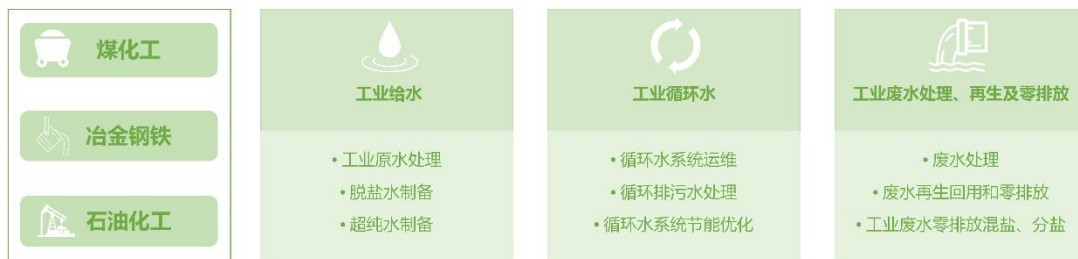 煤化工
冶金钢铁
石油化工
工业给水
• 工业原水处理
• 脱盐水制备
• 超纯水制备
工业循环水
• 循环水系统运维
• 循环排污水处理
• 循环水系统节能优化
工业废水处理、再生及零排放
• 废水处理
• 废水再生回用和零排放
• 工业废水零排放混盐、分盐